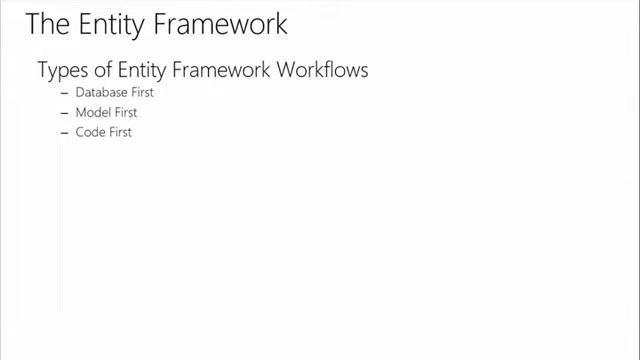 The Entity Framework
Types of Entity Framework Workflows
– Database First
– Model First
– Code First